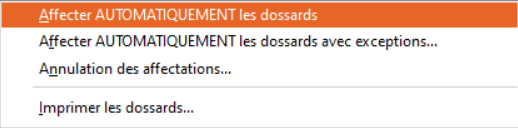 Affecter AUTOMATIQUEMENT les dossards
Affecter AUTOMATIQUEMENT les dossards avec exceptions...
Annulation des affectations...
Imprimer les dossards...